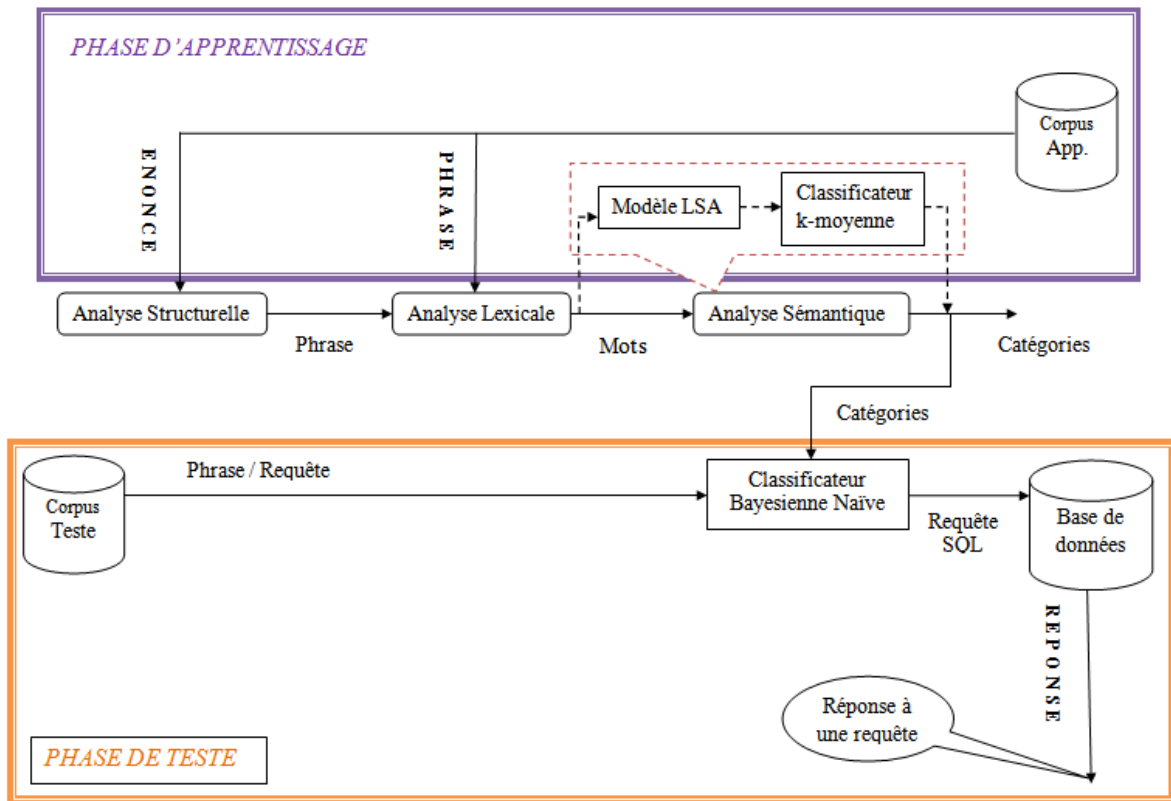 PHASE D'APPRENTISSAGE
Corpus
App.
ENONCE
PHRASE
Modèle LSA
Classificateur
k-moyenne
Analyse Structurelle
Analyse Lexicale
Analyse Sémantique
Phrase
Mots
Catégories
Catégories
Phrase / Requête
Corpus
Teste
Classificateur
Bayesienne Naïve
Requête
SQL
Base de
données
REPONSE
Réponse à
une requête
PHASE DE TESTE